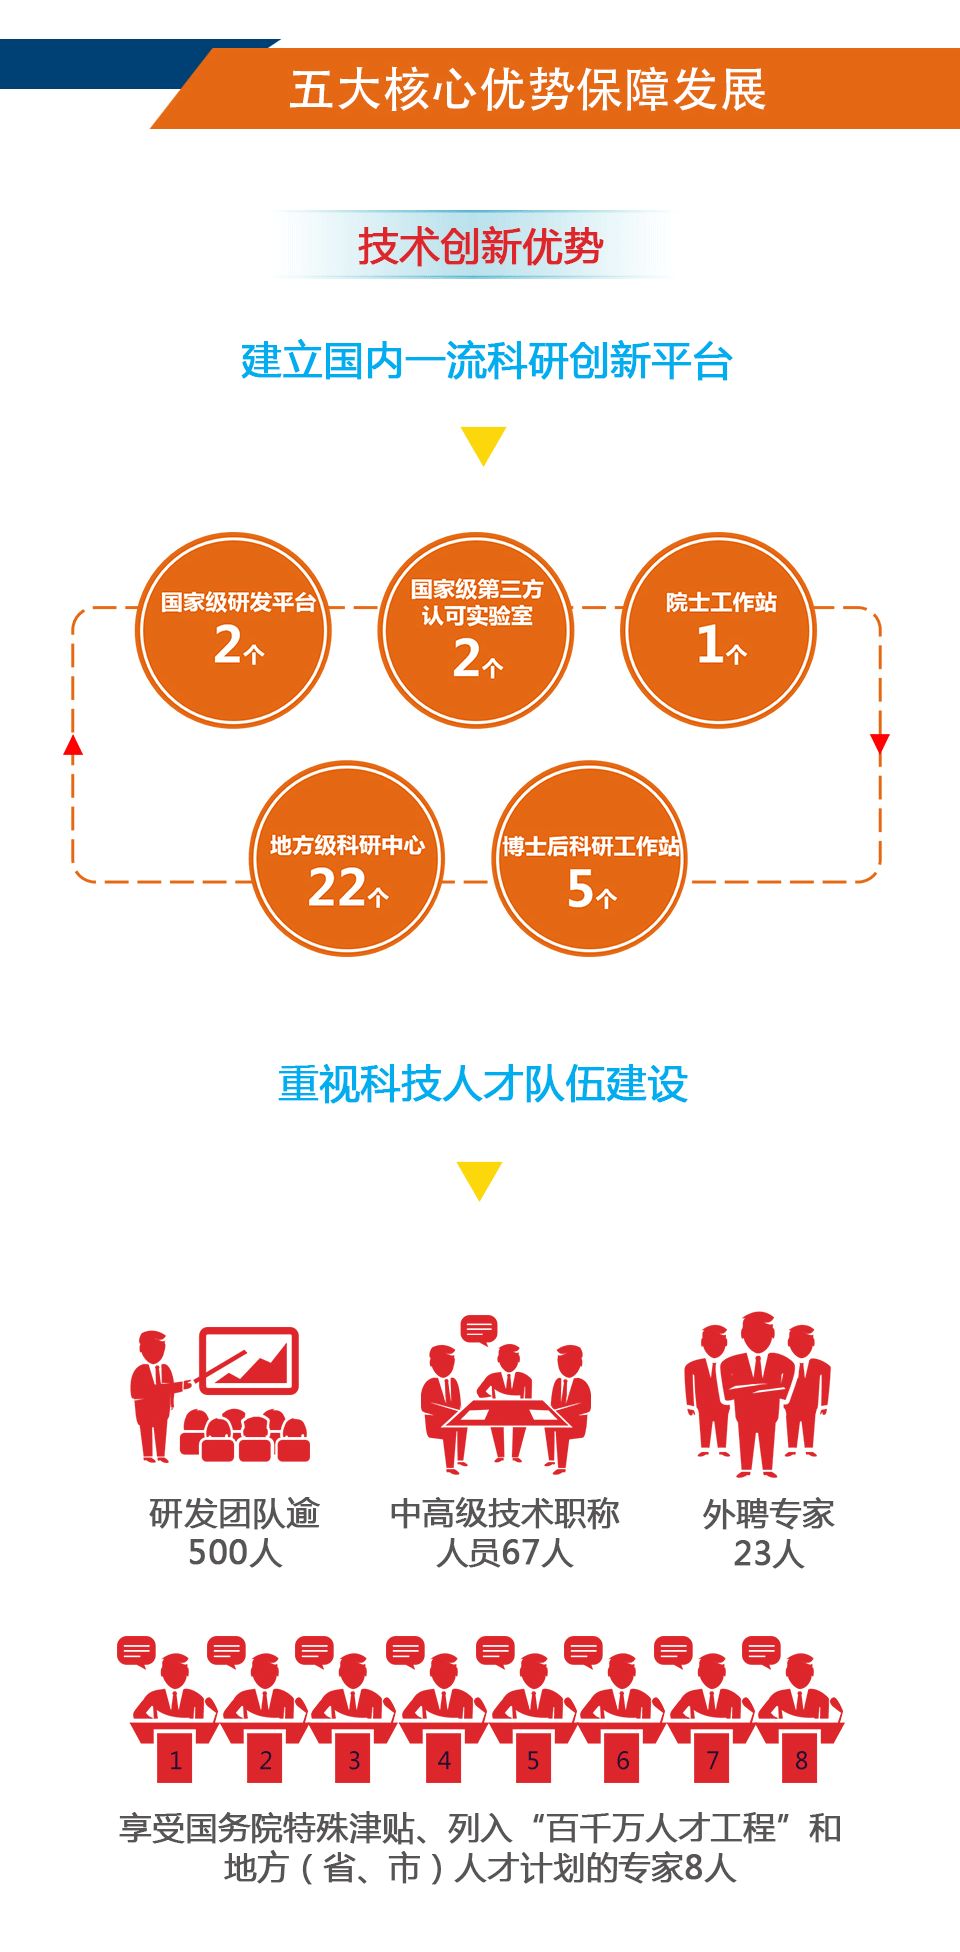 五大核心优势保障发展
技术创新优势
建立国内一流科研创新平台
国家级研发平台
2个
国家级第三方
认可实验室
2个
院士工作站
1个
地方级科研中心
22个
博士后科研工作站
5个
重视科技人才队伍建设
研发团队逾
500人
中高级技术职称
人员67人
外聘专家
23人
1 2 3 4 5 6 7 8
享受国务院特殊津贴、列入“百千万人才工程”和
地方（省、市）人才计划的专家8人